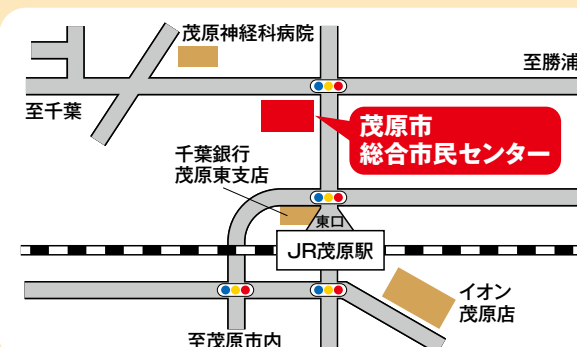 茂原神経科病院
至勝浦
至千葉
茂原市
総合市民センター
千葉銀行
茂原東支店
東口
JR茂原駅
イオン
茂原店
至茂原市内